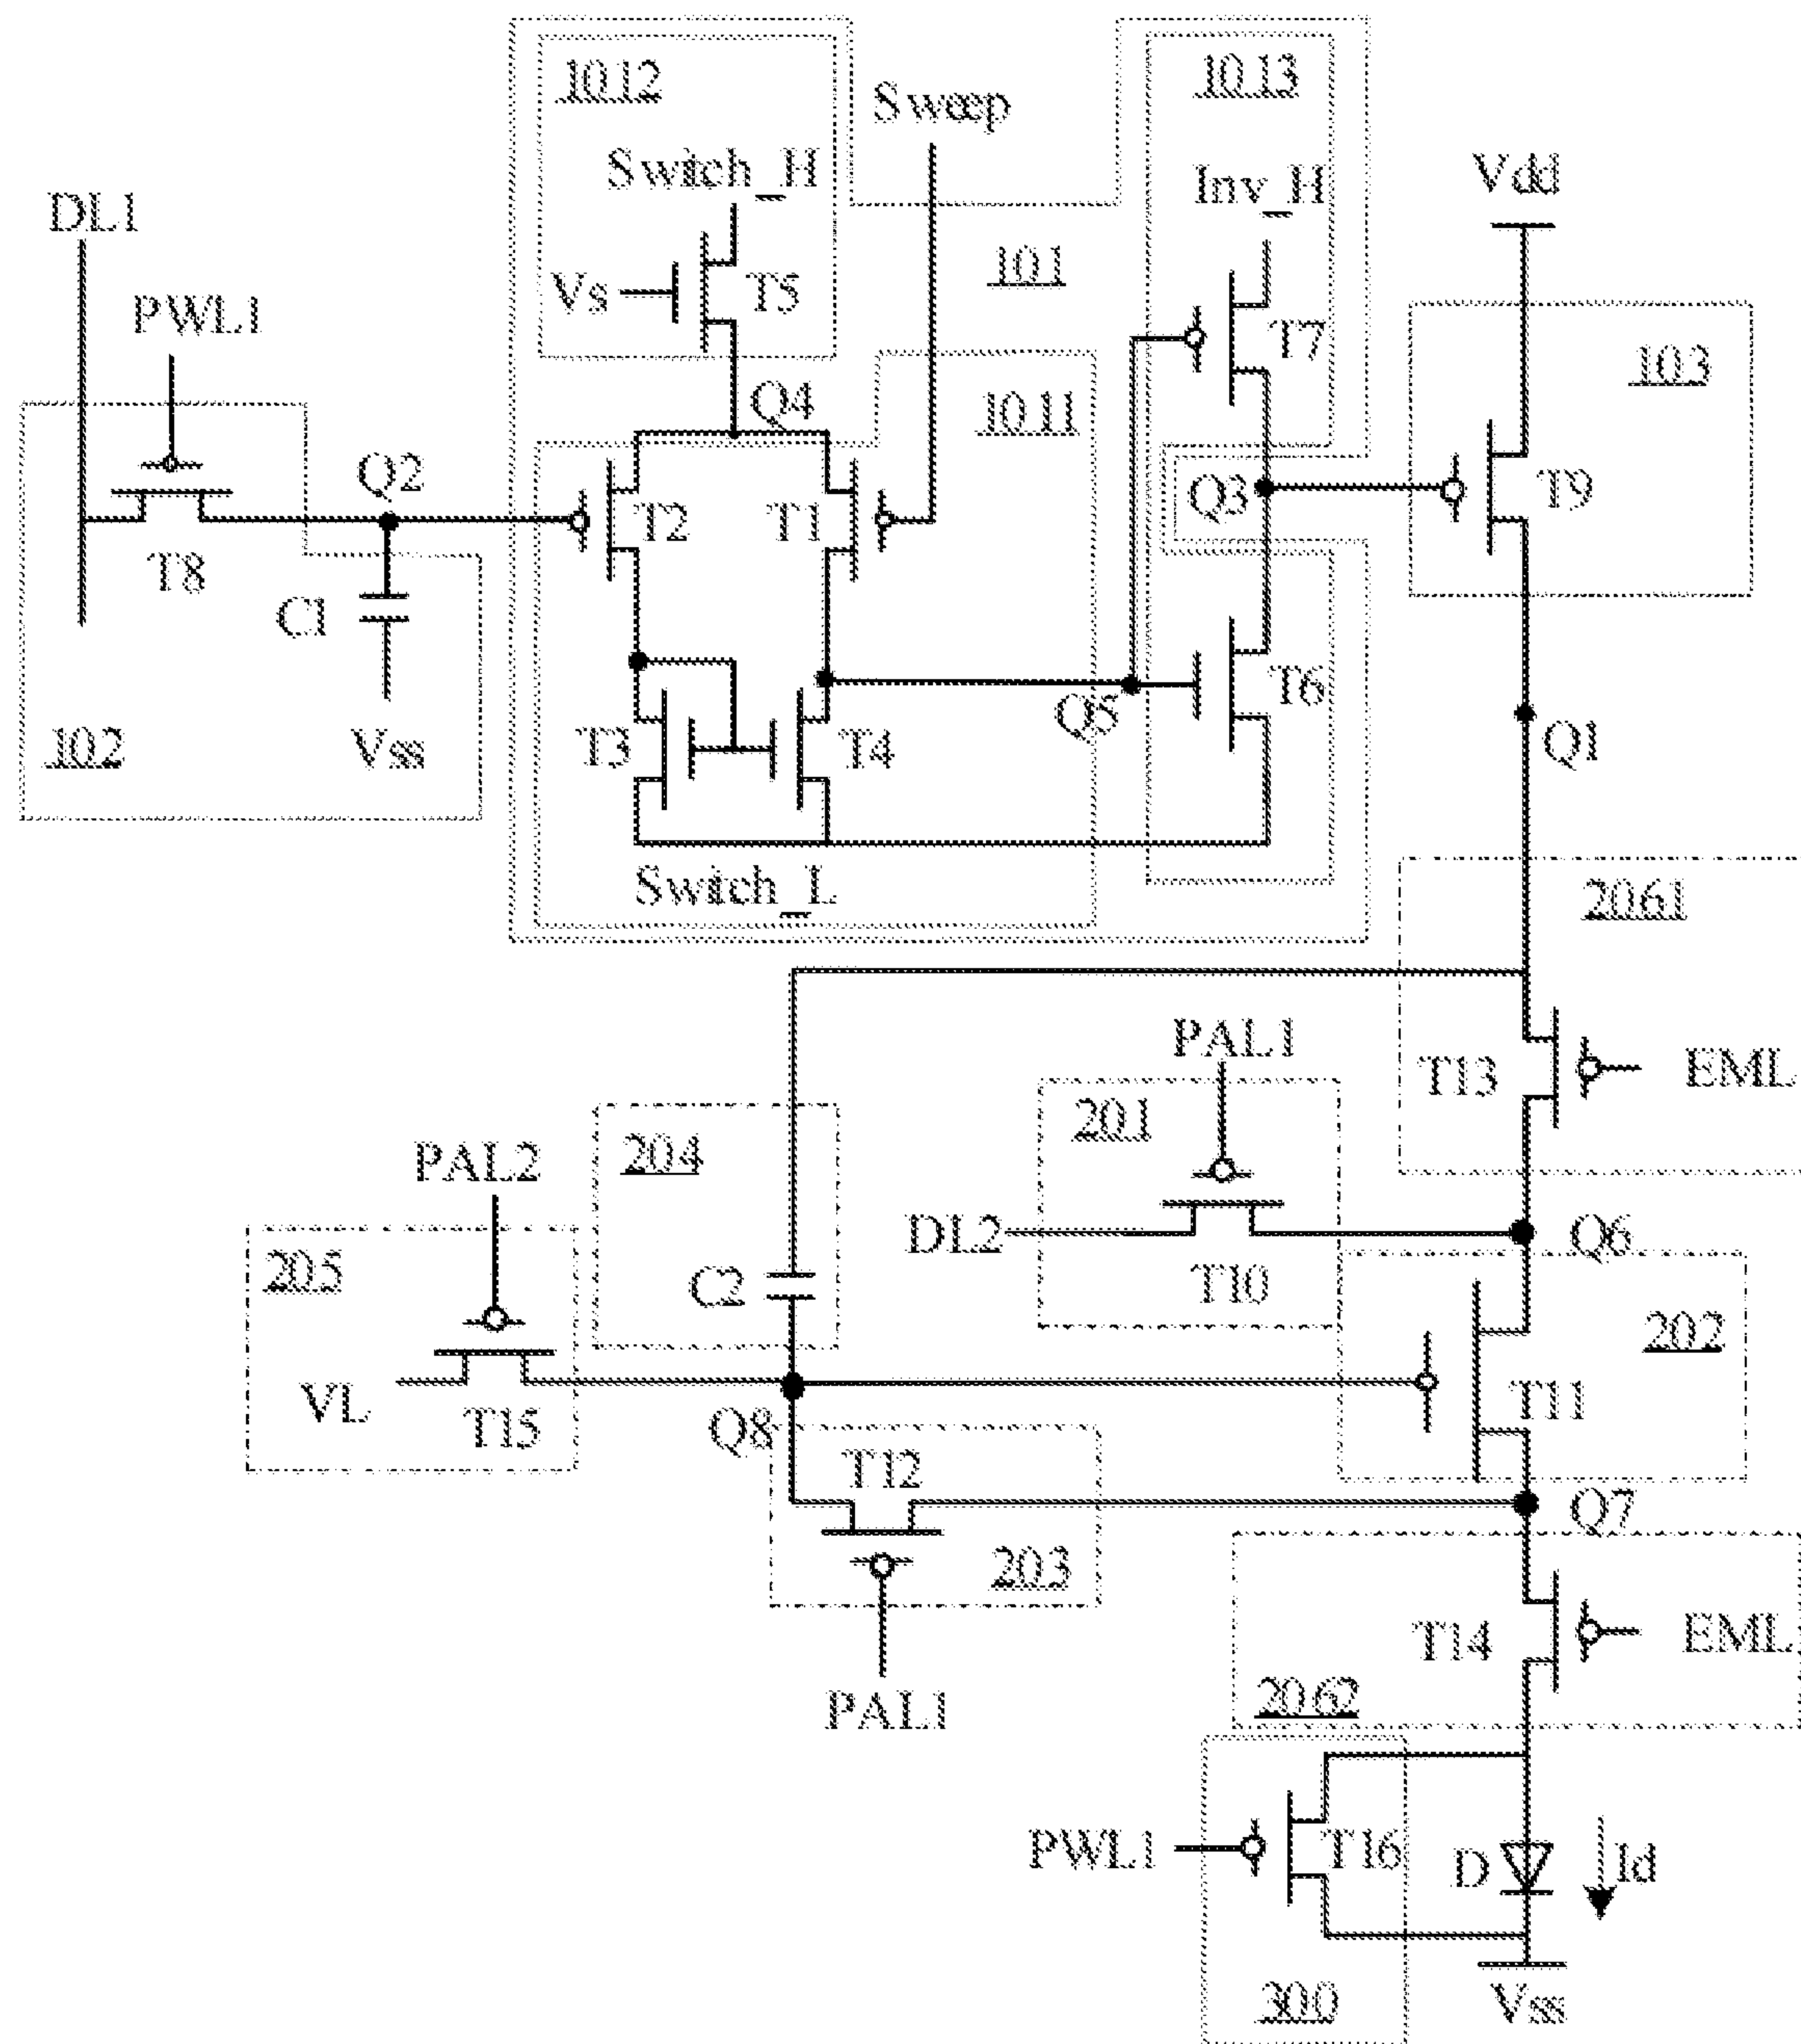 1012
Sweep
1013
Switch_H
Inv_H
Vdd
DL1
101
Vs
T5
PWL1
T7
103
Q4
1011
Q2
T2
T1
Q3
T9
T8
C1
T6
Q5
Q1
102
Vss
T3
T4
Switch_L
2061
PAL1
T13
EML
201
204
PAL2
DL2
Q6
205
C2
T10
202
VL
T15
Q8
T11
T12
Q7
203
T14
EML
PAL1
2062
PWL1
T16
D
Id
300
Vss